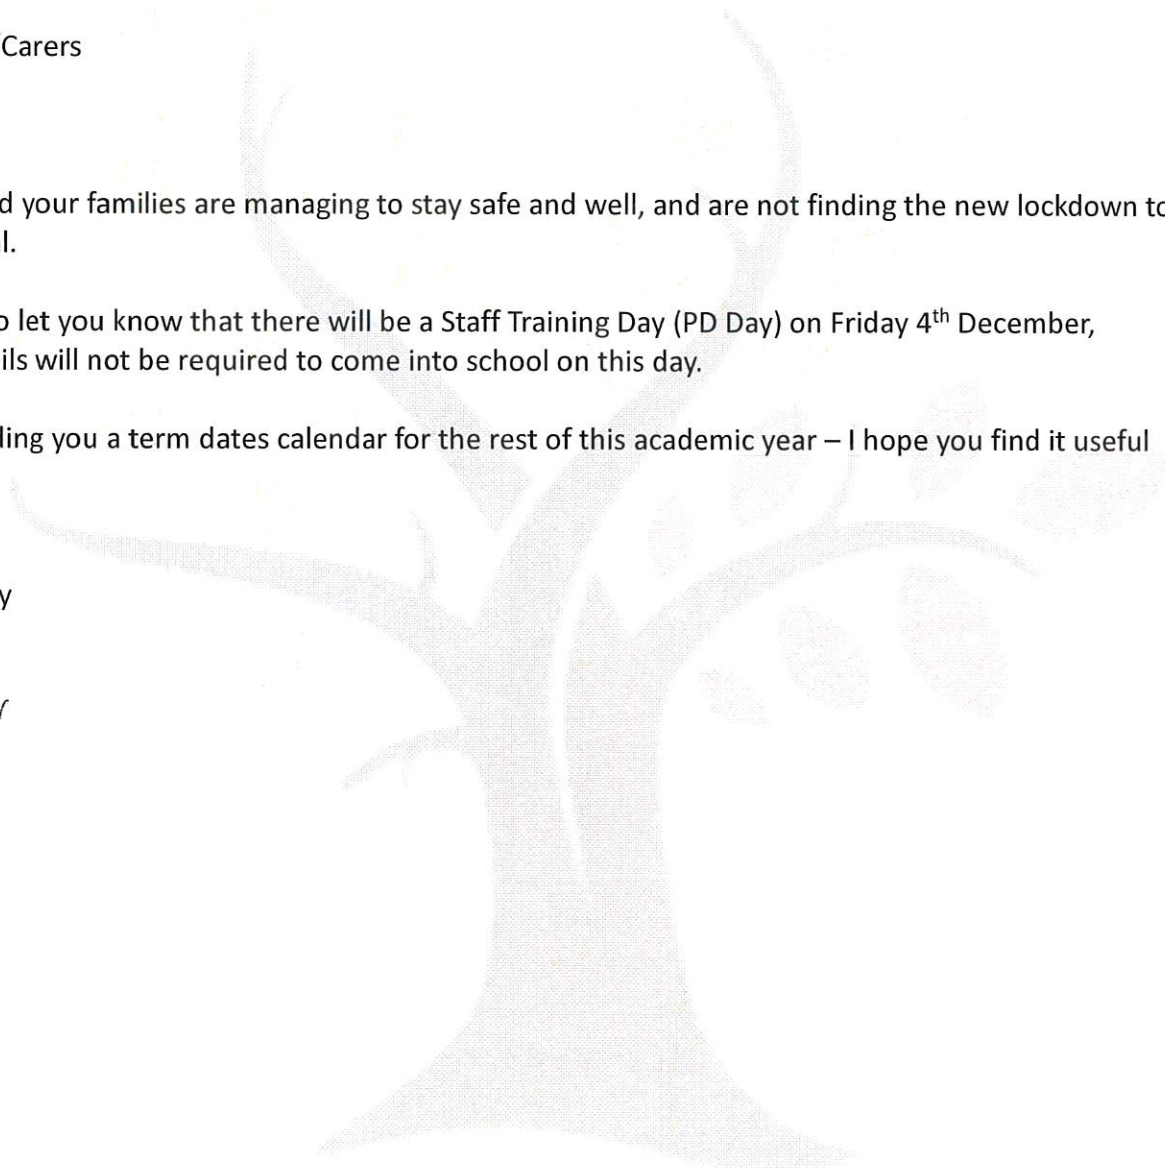 Carers
d your families are managing to stay safe and well, and are not finding the new lockdown to
l.
o let you know that there will be a Staff Training Day (PD Day) on Friday 4th December,
ils will not be required to come into school on this day.
ling you a term dates calendar for the rest of this academic year – I hope you find it useful
y